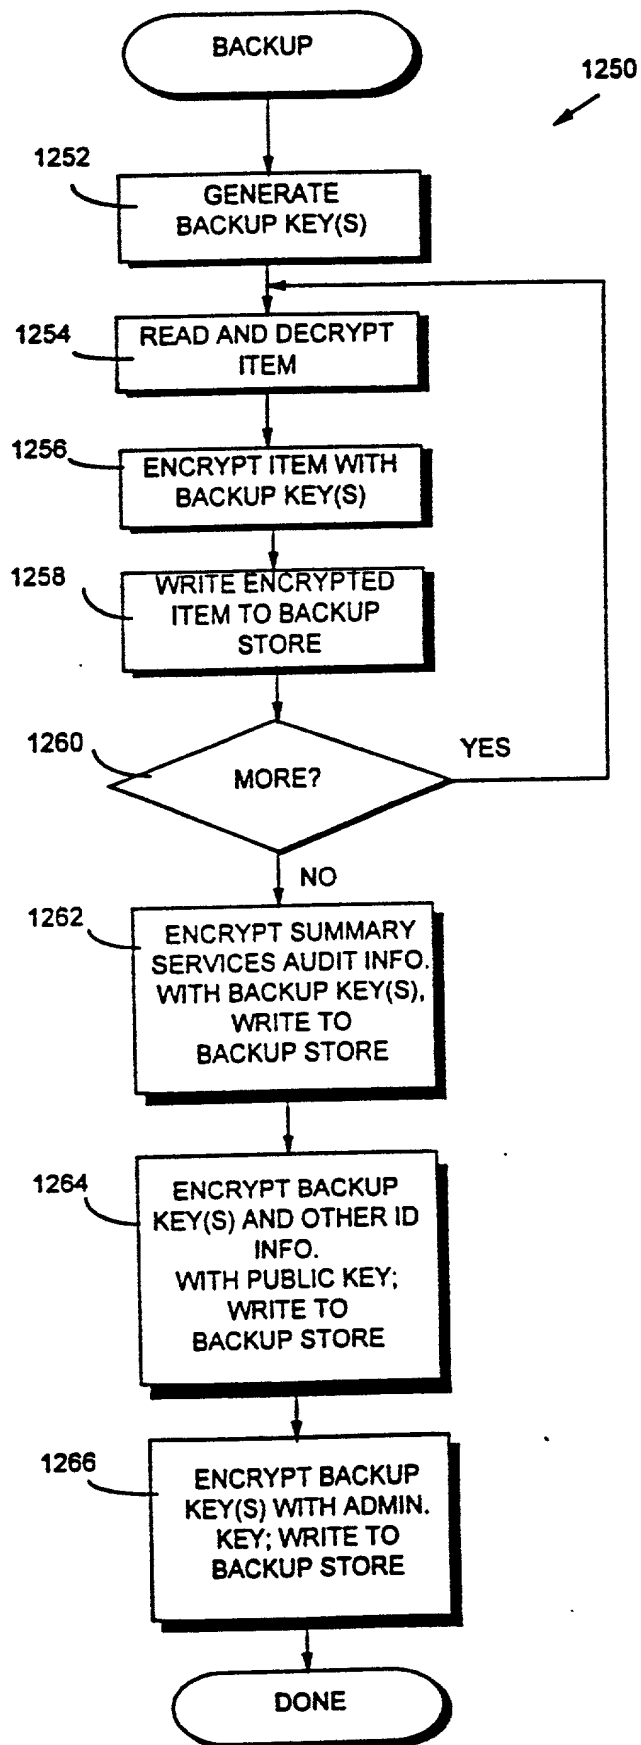 BACKUP
1250
1252
GENERATE
BACKUP KEY(S)
1254
READ AND DECRYPT
ITEM
1256
ENCRYPT ITEM WITH
BACKUP KEY(S)
1258
WRITE ENCRYPTED
ITEM TO BACKUP
STORE
1260
MORE?
YES
NO
1262
ENCRYPT SUMMARY
SERVICES AUDIT INFO.
WITH BACKUP KEY(S),
WRITE TO
BACKUP STORE
1264
ENCRYPT BACKUP
KEY(S) AND OTHER ID
INFO.
WITH PUBLIC KEY;
WRITE TO
BACKUP STORE
1266
ENCRYPT BACKUP
KEY(S) WITH ADMIN.
KEY; WRITE TO
BACKUP STORE
DONE